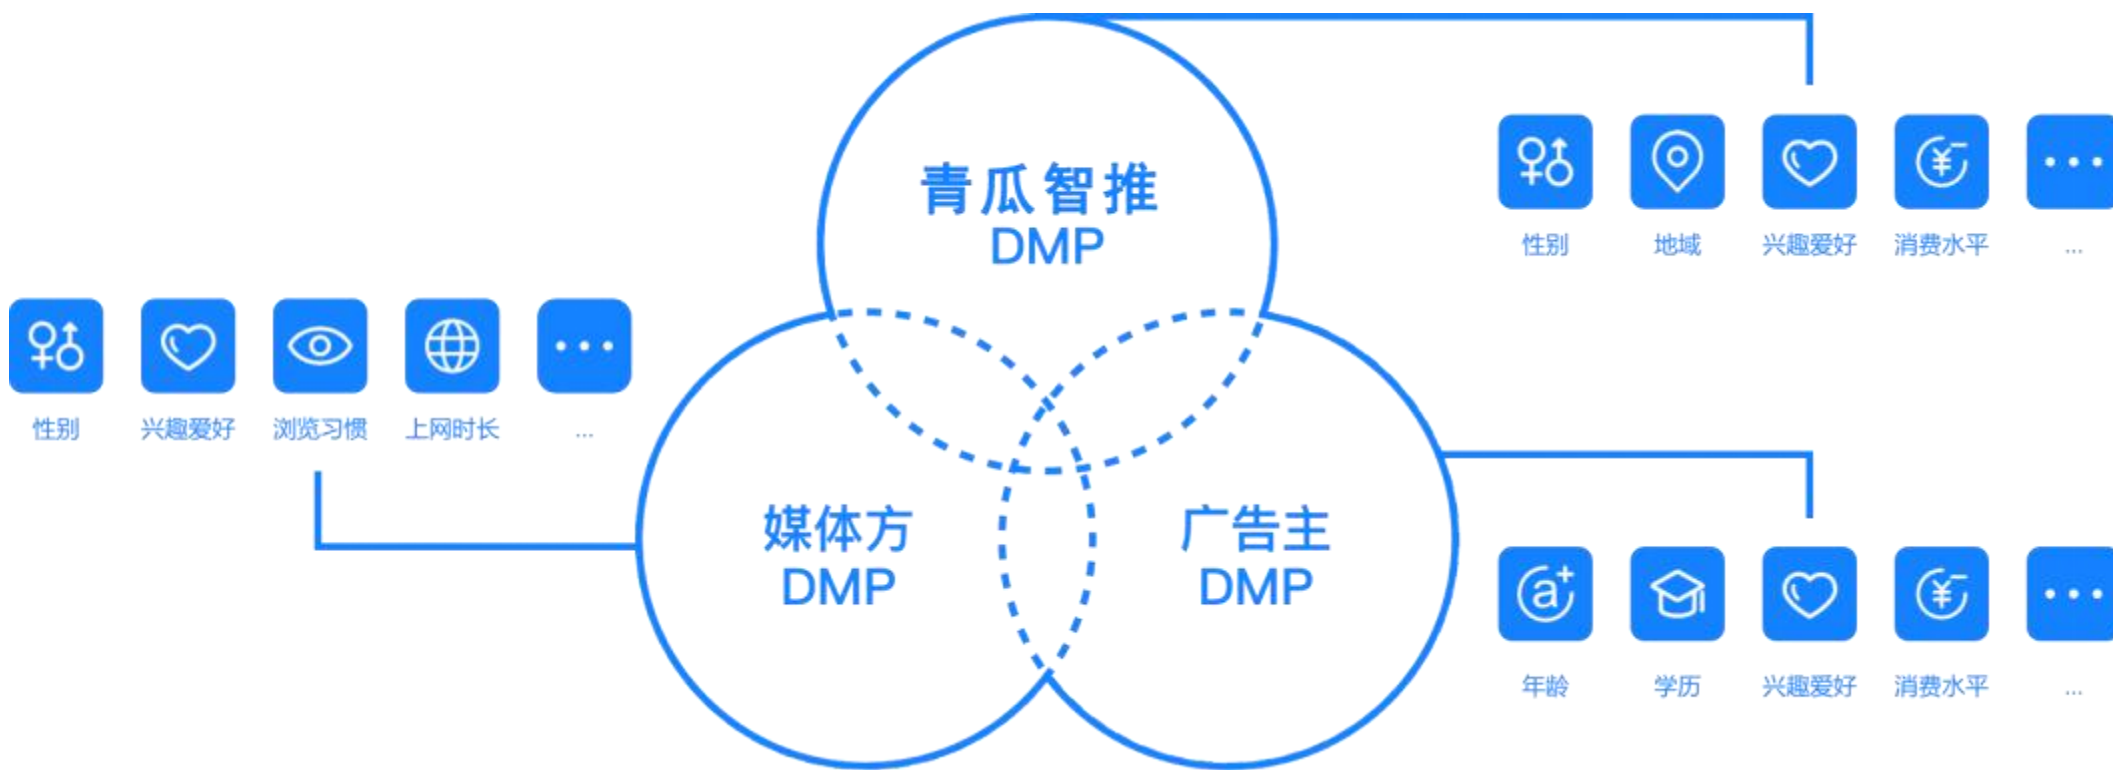 青瓜智推
DMP
性别 地域 兴趣爱好 消费水平 ...
性别 兴趣爱好 浏览习惯 上网时长 ...
媒体方
DMP
广告主
DMP
年龄 学历 兴趣爱好 消费水平 ...